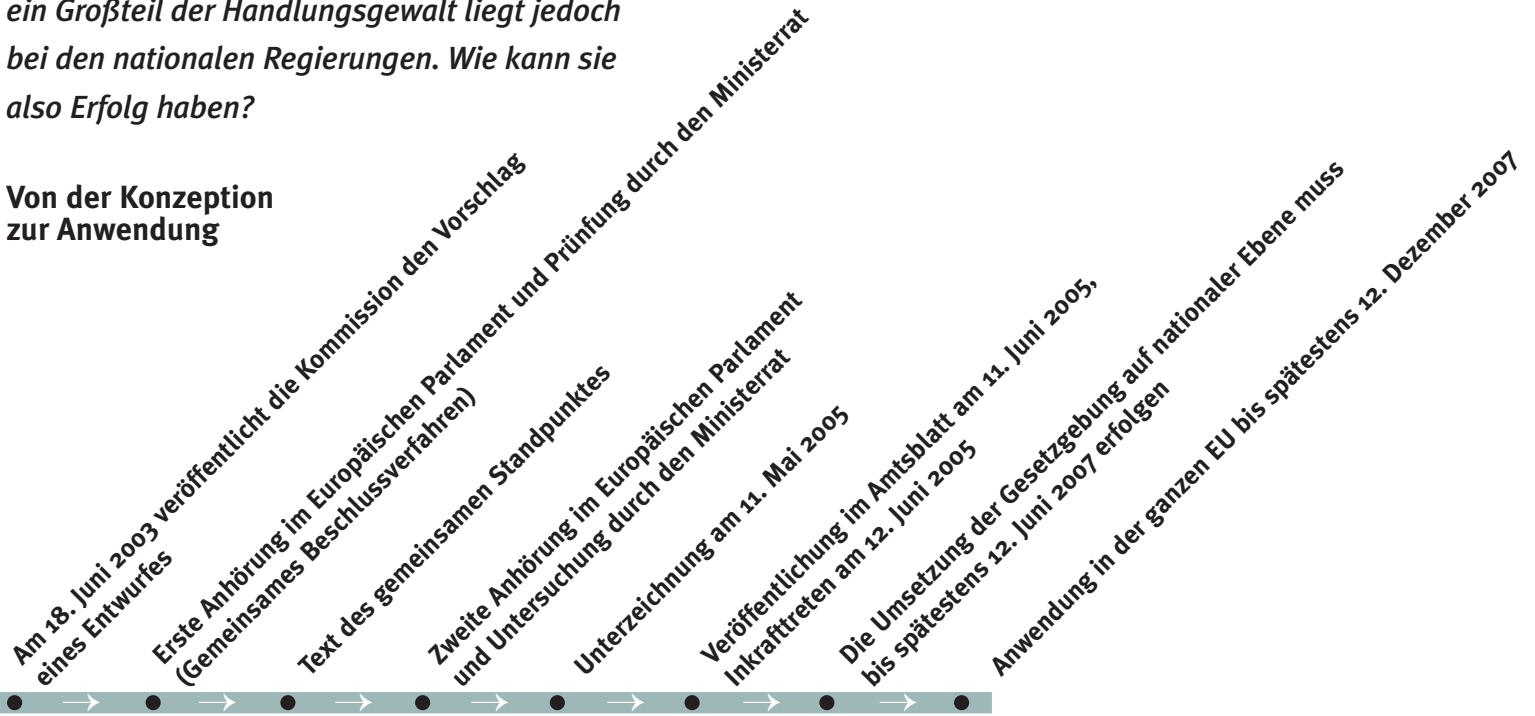 ein Großteil der Handlungsgewalt liegt jedoch
bei den nationalen Regierungen. Wie kann sie
also Erfolg haben?
Von der Konzeption
zur Anwendung
Am 18. Juni 2003 veröffentlicht die Kommission den Vorschlag
eines Entwurfes
Erste Anhörung im Europäischen Parlament und Prünfung durch den Ministerrat
(Gemeinsames Beschlussverfahren)
Text des gemeinsamen Standpunktes
Zweite Anhörung im Europäischen Parlament
und Untersuchung durch den Ministerrat
Unterzeichnung am 11. Mai 2005
Veröffentlichung im Amtsblatt am 11. Juni 2005,
Inkrafttreten am 12. Juni 2005
Die Umsetzung der Gesetzgebung auf nationaler Ebene muss
bis spätestens 12. Juni 2007 erfolgen
Anwendung in der ganzen EU bis spätestens 12. Dezember 2007